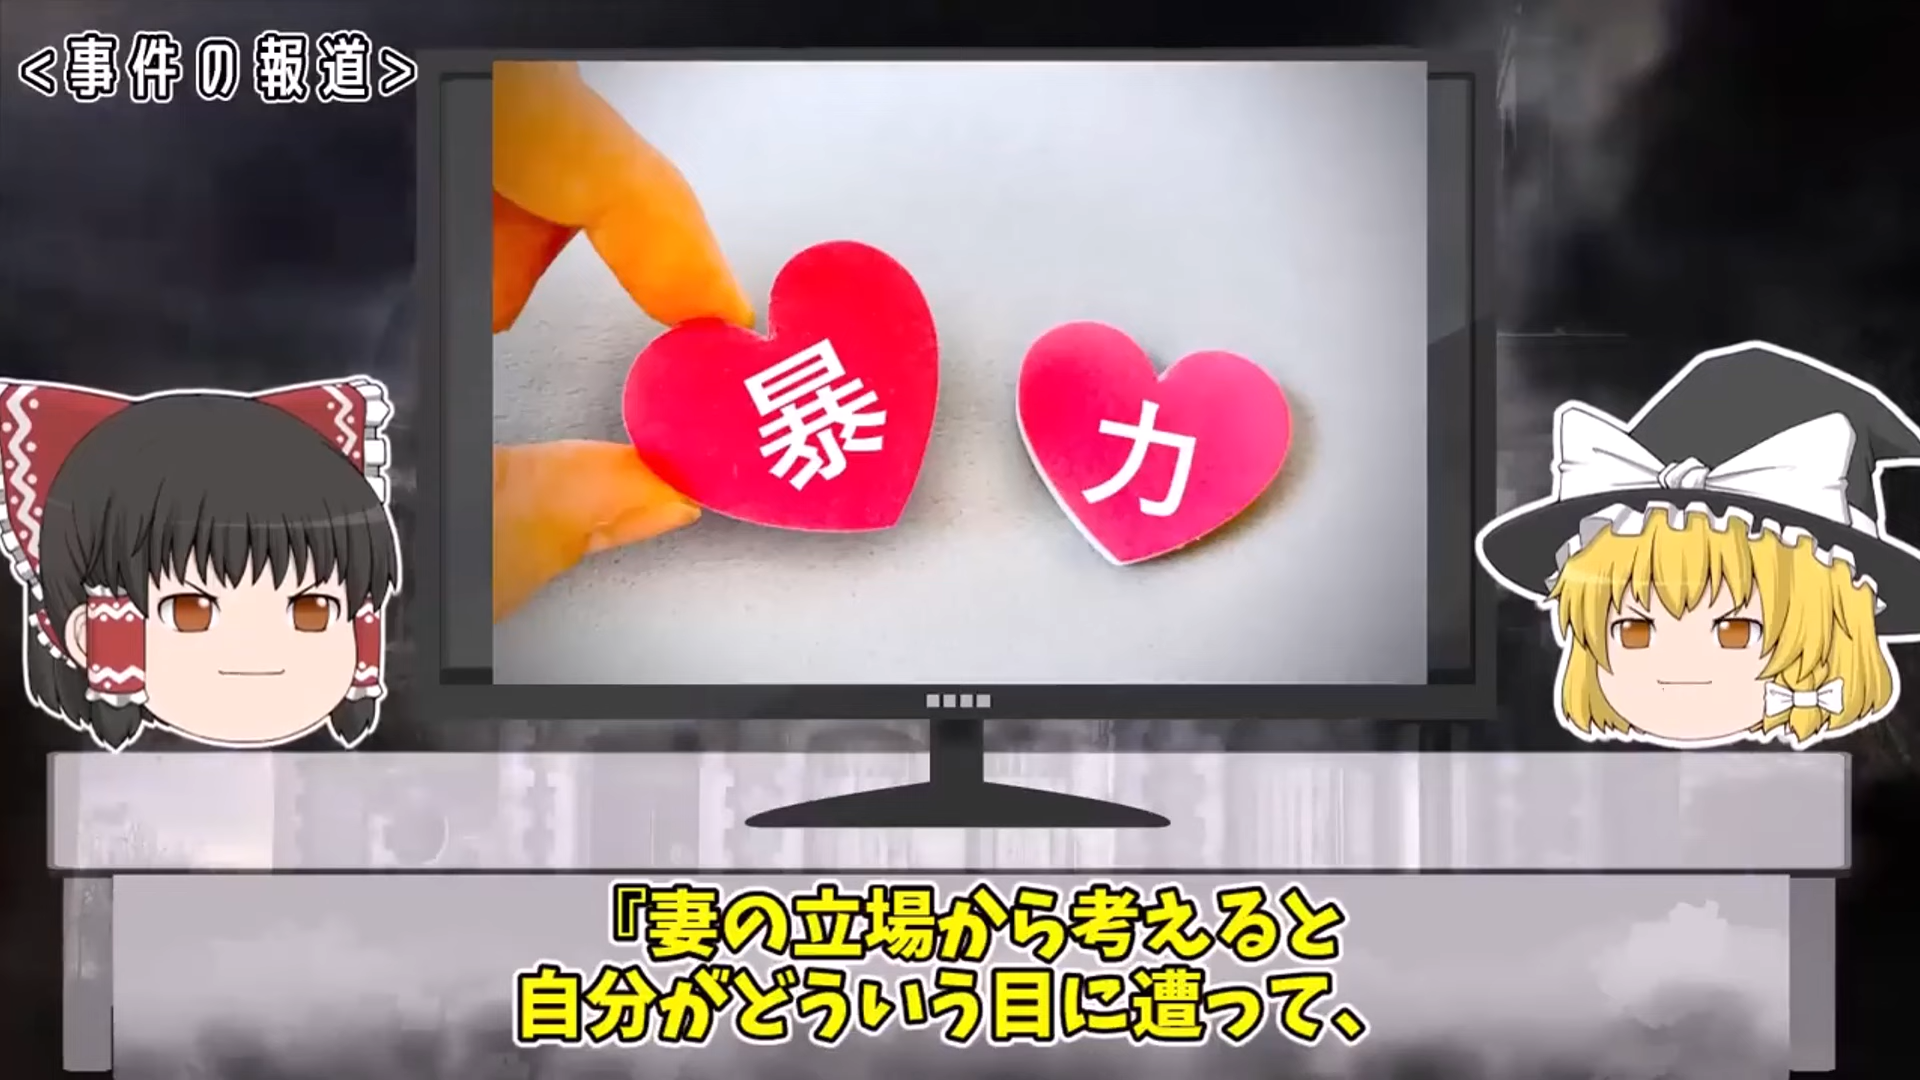 <事件の報道>
暴力
『妻の立場から考えると
自分がどういう目に遭って、